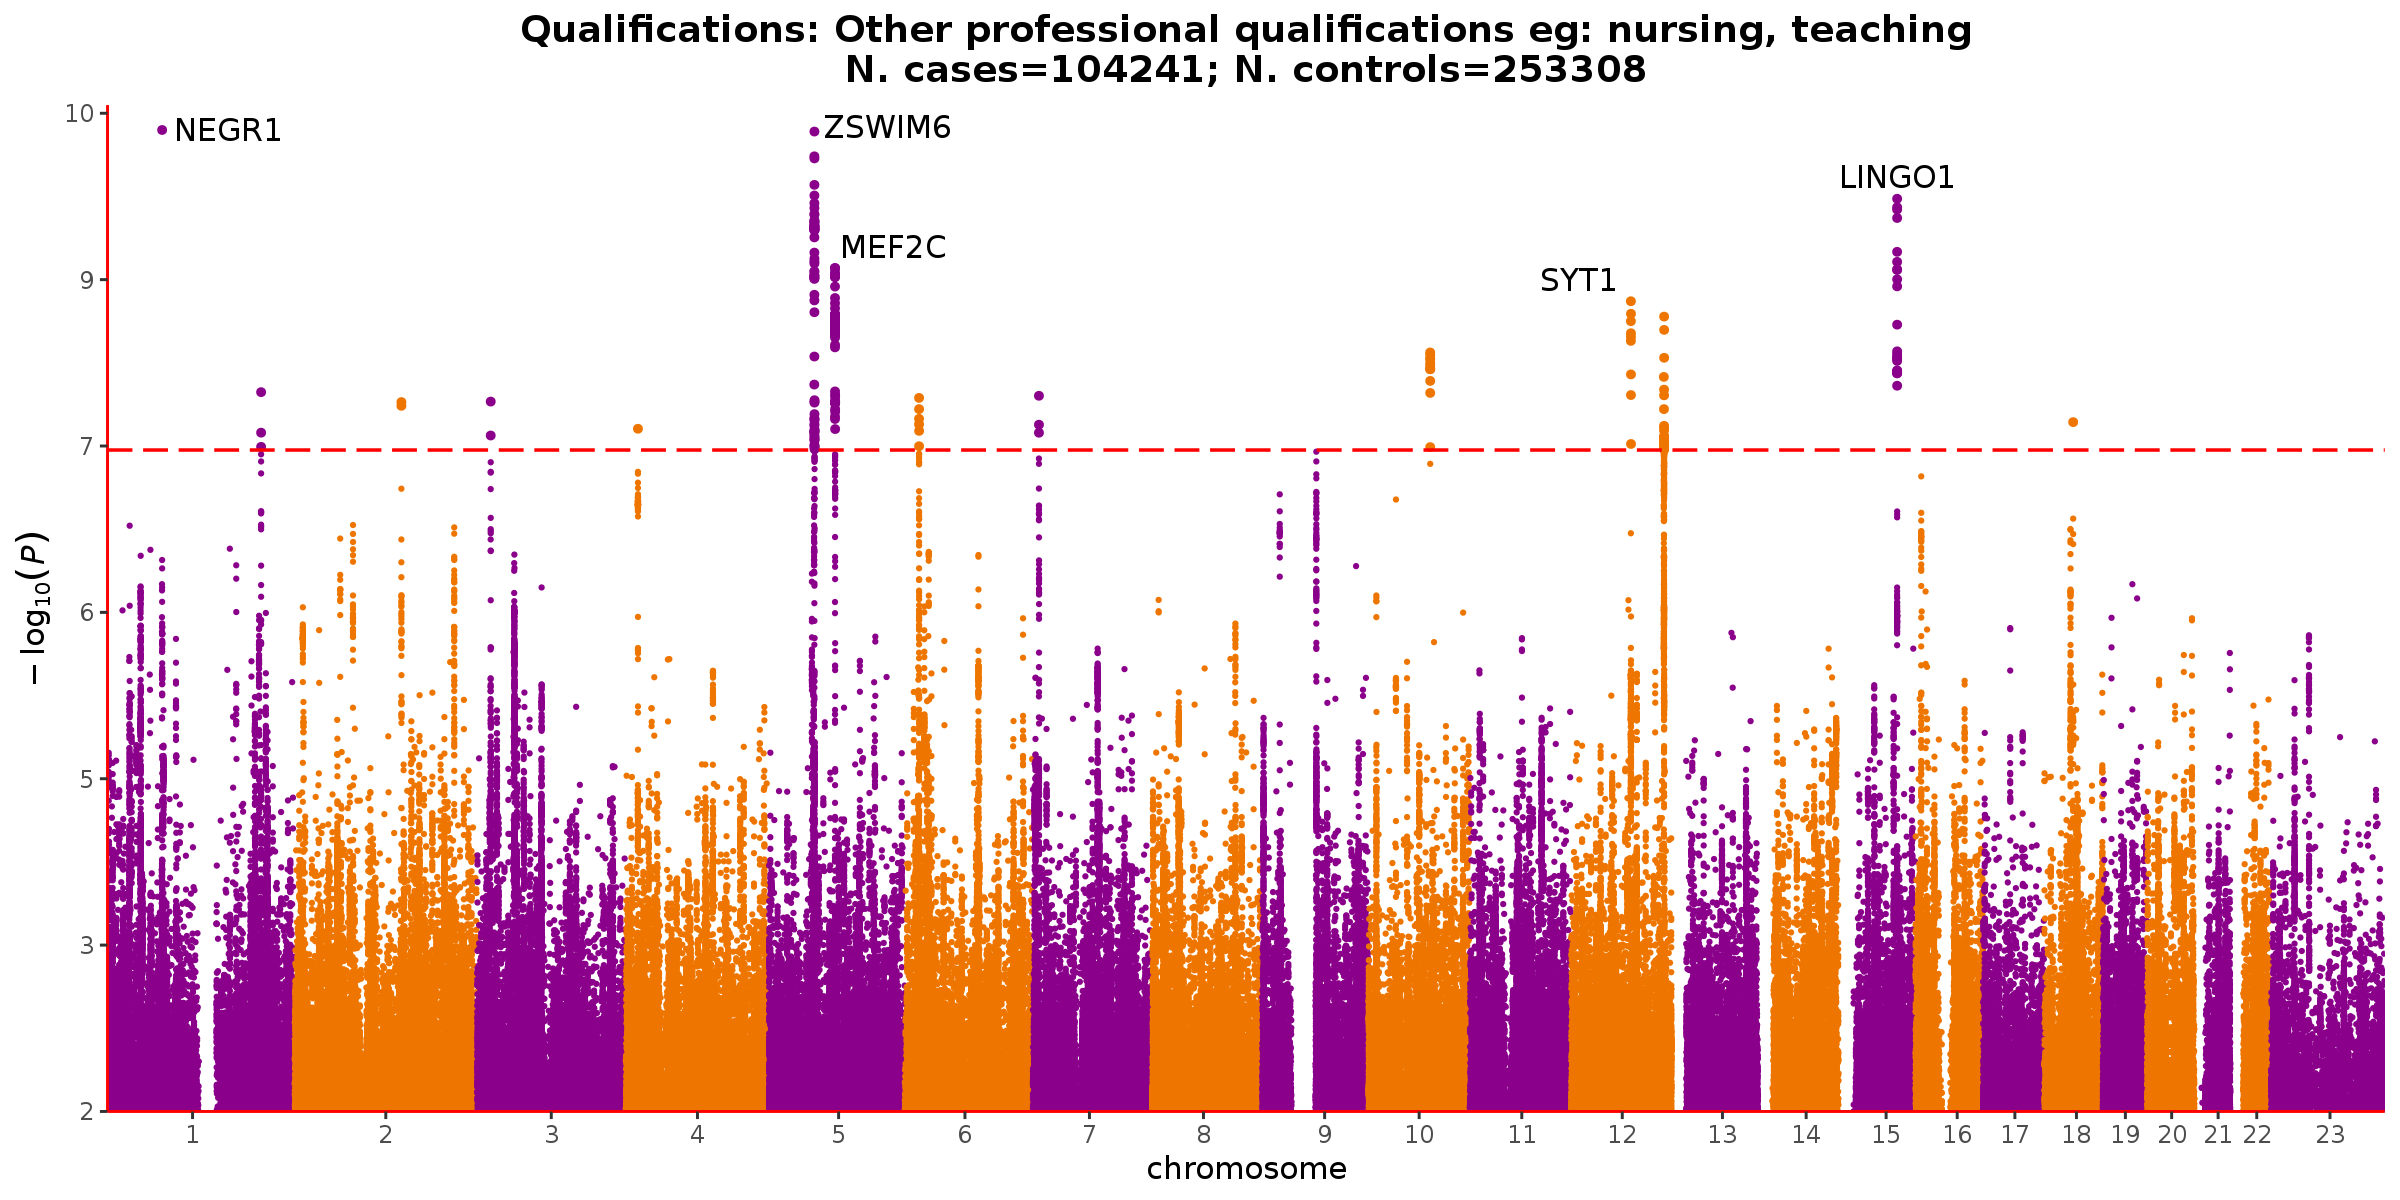 Qualifications: Other professional qualifications eg: nursing, teaching
N. cases=104241; N. controls=253308
10
9
7
6
5
3
2
−log10(P)
NEGR1
ZSWIM6
MEF2C
SYT1
LINGO1
1 2 3 4 5 6 7 8 9 10 11 12 13 14 15 16 17 18 19 20 21 22 23
chromosome